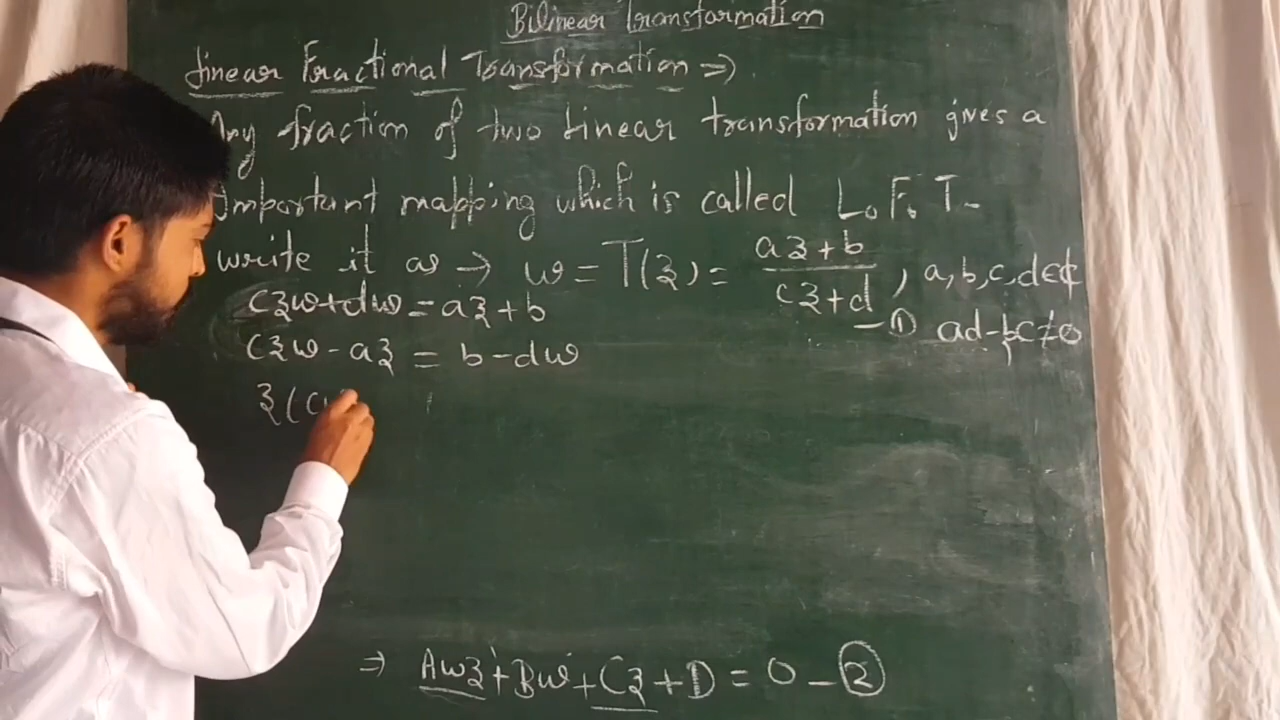 Bilinear Transformation
Linear Fractional Transformation ⇒)
Any fraction of two linear transformation gives a
Important mapping which is called L.F.T-
write it as → w = T(z) = az+b / cz+d , a,b,c,d∈¢
—① ad-bc≠0
czw+dw = az+b
czw-az = b-dw
z(c
⇒ Awz+Bw+Cz+D = 0 —②